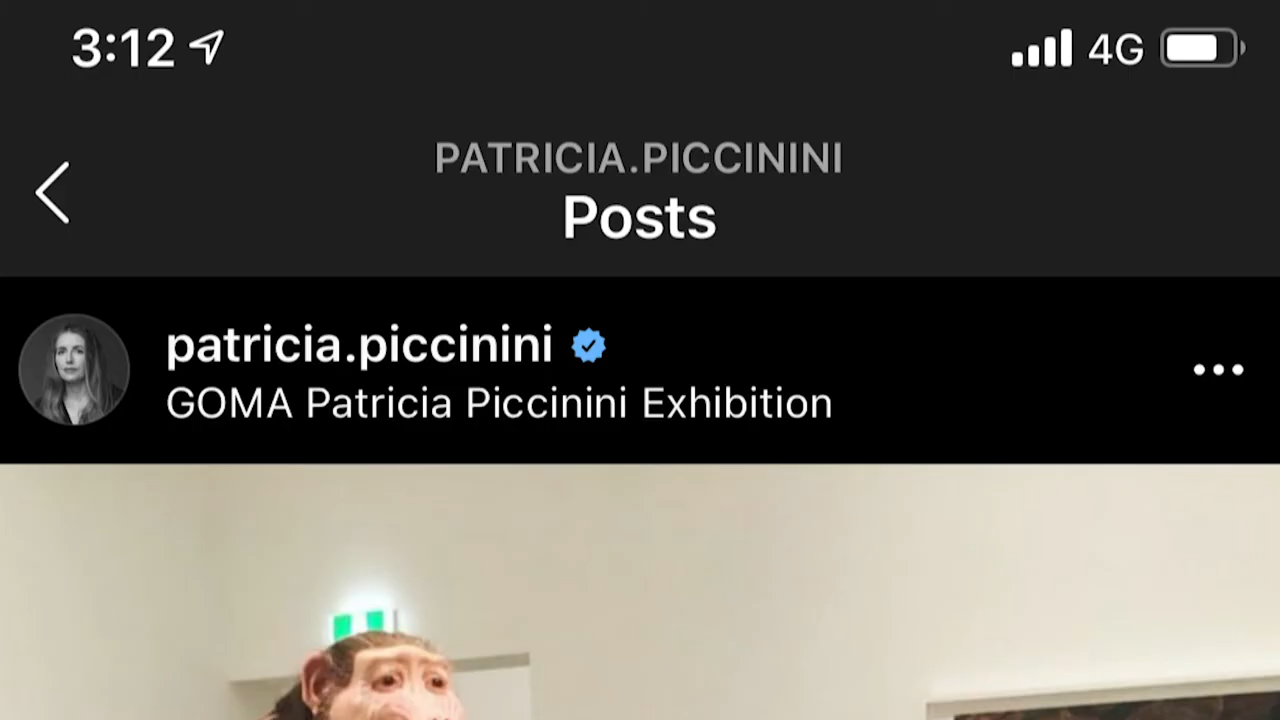 3:12
4G
PATRICIA.PICCININI
Posts
patricia.piccinini
GOMA Patricia Piccinini Exhibition